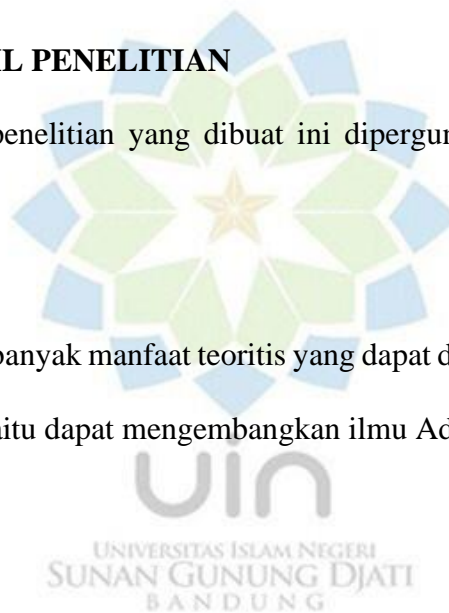 IL PENELITIAN
penelitian yang dibuat ini dipergun
banyak manfaat teoritis yang dapat d
aitu dapat mengembangkan ilmu Ad
uin
UNIVERSITAS ISLAM NEGERI
SUNAN GUNUNG DJATI
BANDUNG